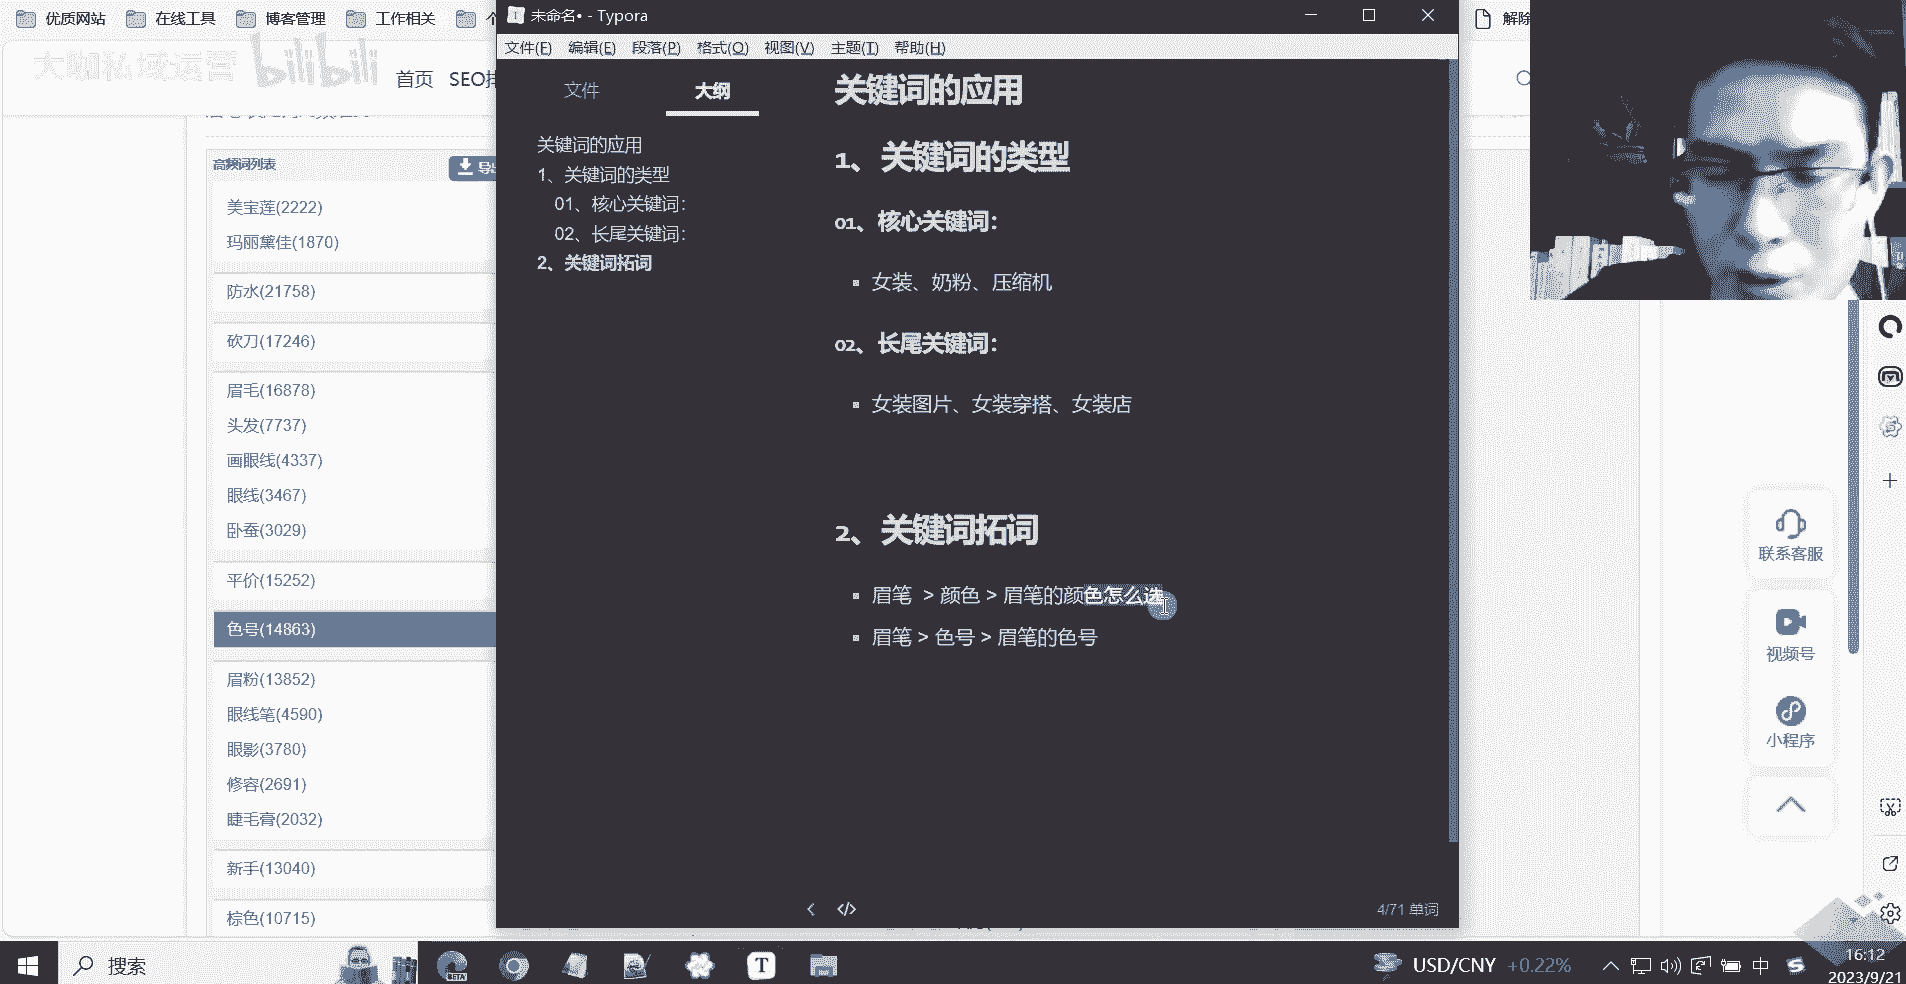 优质网站
在线工具
博客管理
工作相关
大咖私域运营
bilibili
首页
高频词列表
美宝莲(2222)
玛丽黛佳(1870)
防水(21758)
砍刀(17246)
眉毛(16878)
头发(7737)
画眼线(4337)
眼线(3467)
卧蚕(3029)
平价(15252)
色号(14863)
眉粉(13852)
眼线笔(4590)
眼影(3780)
修容(2691)
睫毛膏(2032)
新手(13040)
棕色(10715)
未命名• - Typora
文件(F) 编辑(E) 段落(P) 格式(O) 视图(V) 主题(T) 帮助(H)
文件
大纲
关键词的应用
1、关键词的类型
01、核心关键词:
02、长尾关键词:
2、关键词拓词
关键词的应用
1、关键词的类型
01、核心关键词:
女装、奶粉、压缩机
02、长尾关键词:
女装图片、女装穿搭、女装店
2、关键词拓词
眉笔 > 颜色 > 眉笔的颜色怎么选
眉笔 > 色号 > 眉笔的色号
4/71 单词
解除
联系客服
视频号
小程序
搜索
BETA
USD/CNY +0.22%
中
16:12
2023/9/21